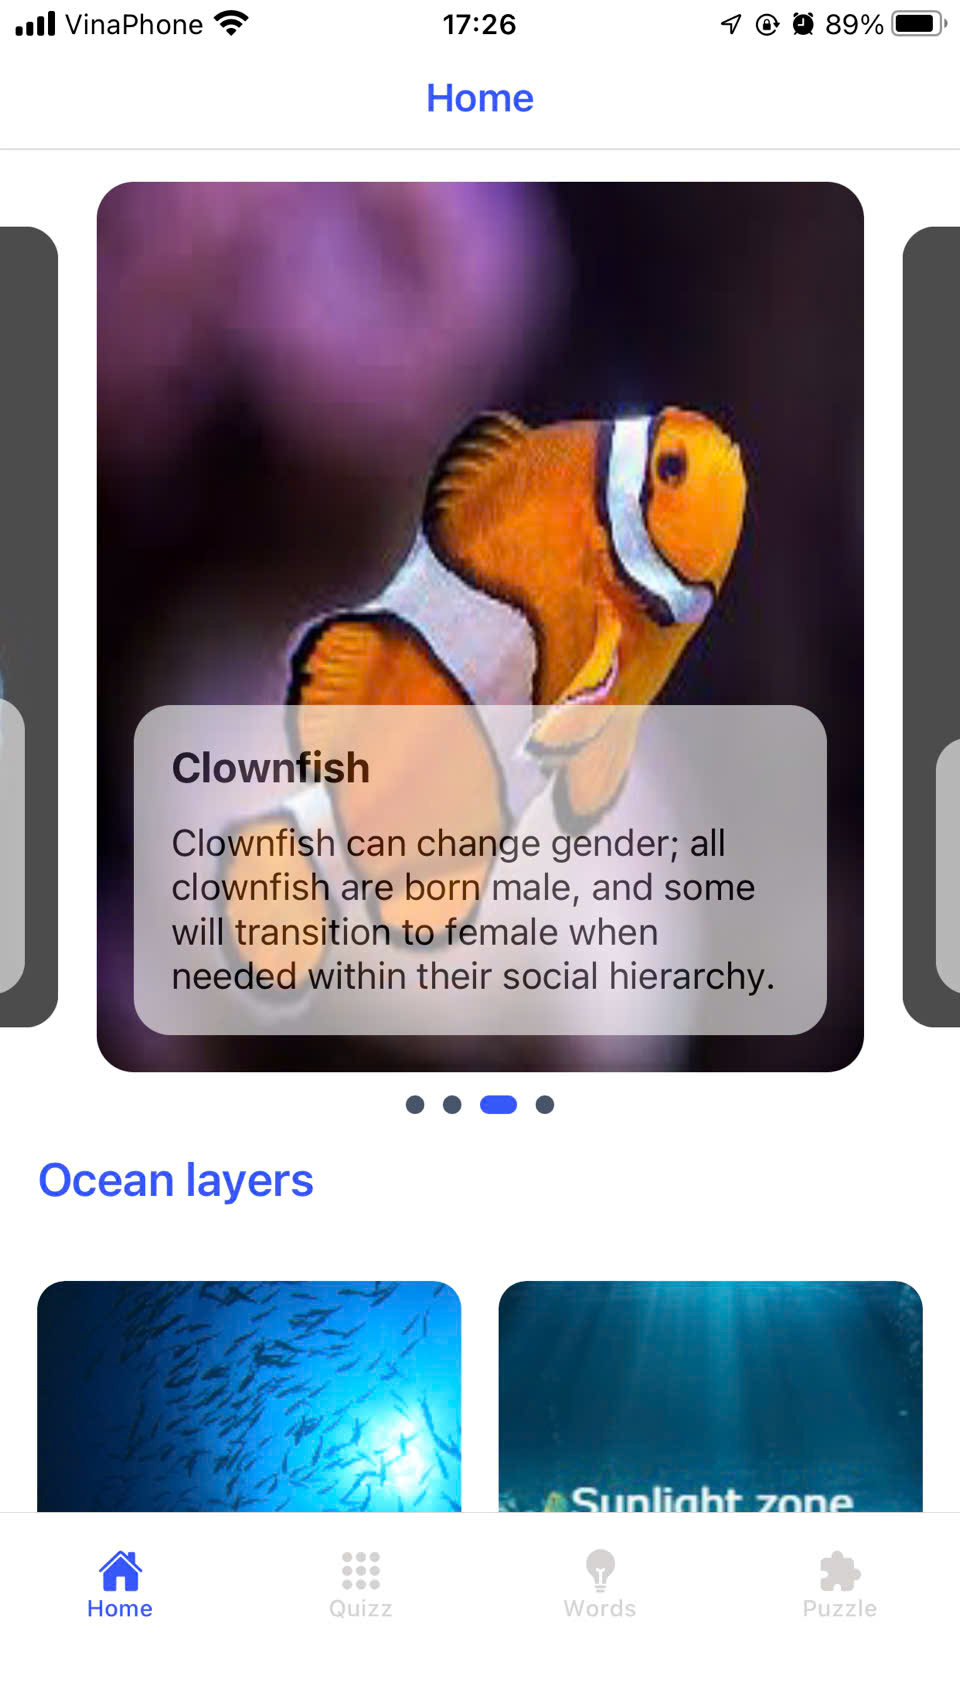 VinaPhone 17:26 89%
Home
Clownfish
Clownfish can change gender; all
clownfish are born male, and some
will transition to female when
needed within their social hierarchy.
Ocean layers
Sunlight zone
Home Quizz Words Puzzle